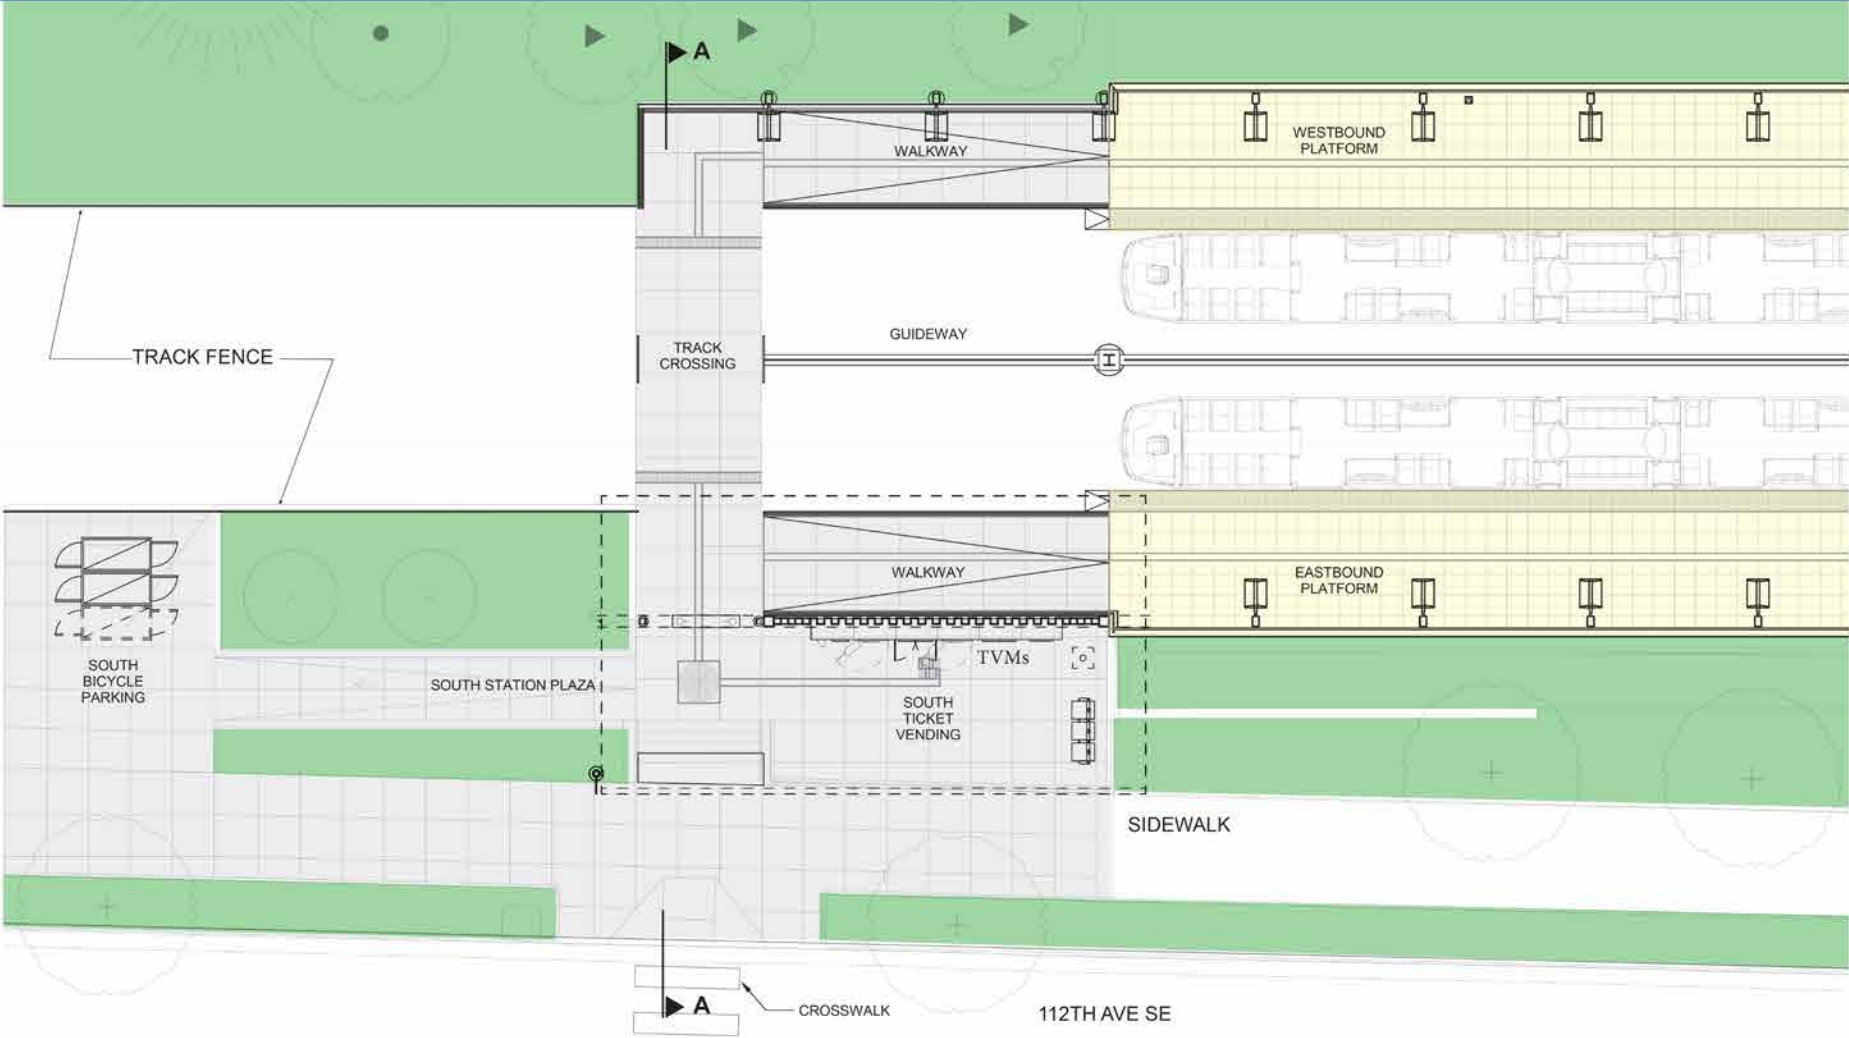 A
WALKWAY
WESTBOUND
PLATFORM
GUIDEWAY
TRACK FENCE
TRACK
CROSSING
WALKWAY
EASTBOUND
PLATFORM
SOUTH
BICYCLE
PARKING
SOUTH STATION PLAZA
TVMs
SOUTH
TICKET
VENDING
SIDEWALK
A
CROSSWALK
112TH AVE SE